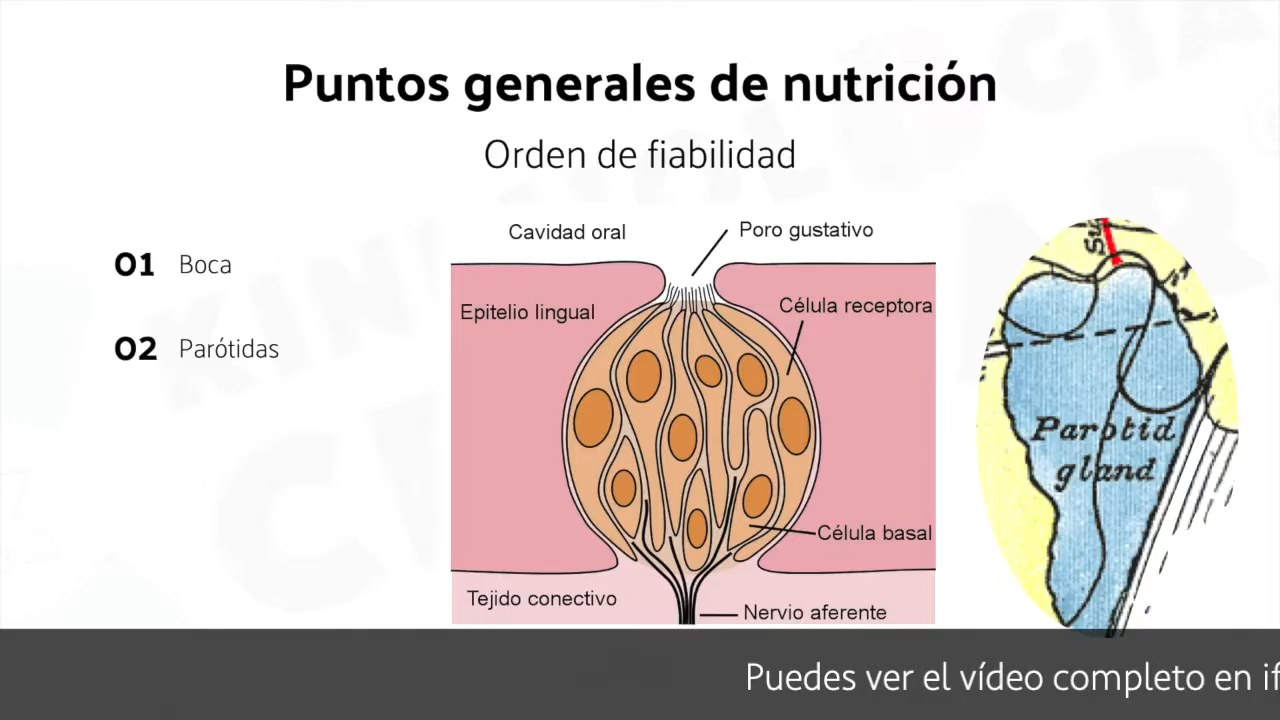 Puntos generales de nutrición
Orden de fiabilidad
01 Boca
02 Parótidas
Cavidad oral
Poro gustativo
Epitelio lingual
Célula receptora
Célula basal
Tejido conectivo
Nervio aferente
Parotid
gland
Puedes ver el vídeo completo en if